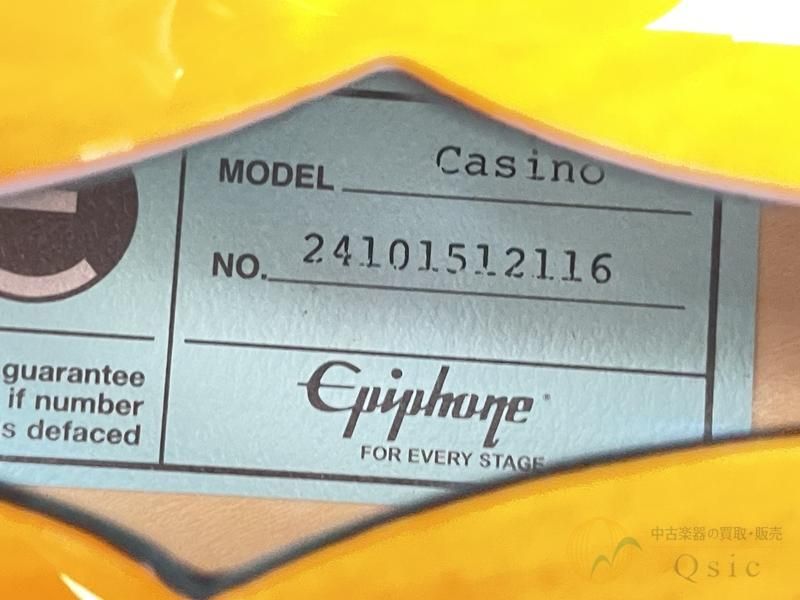 MODEL Casino
NO. 24101512116
guarantee
if number
s defaced
Epiphone
FOR EVERY STAGE
中古楽器の買取・販売
Qsic